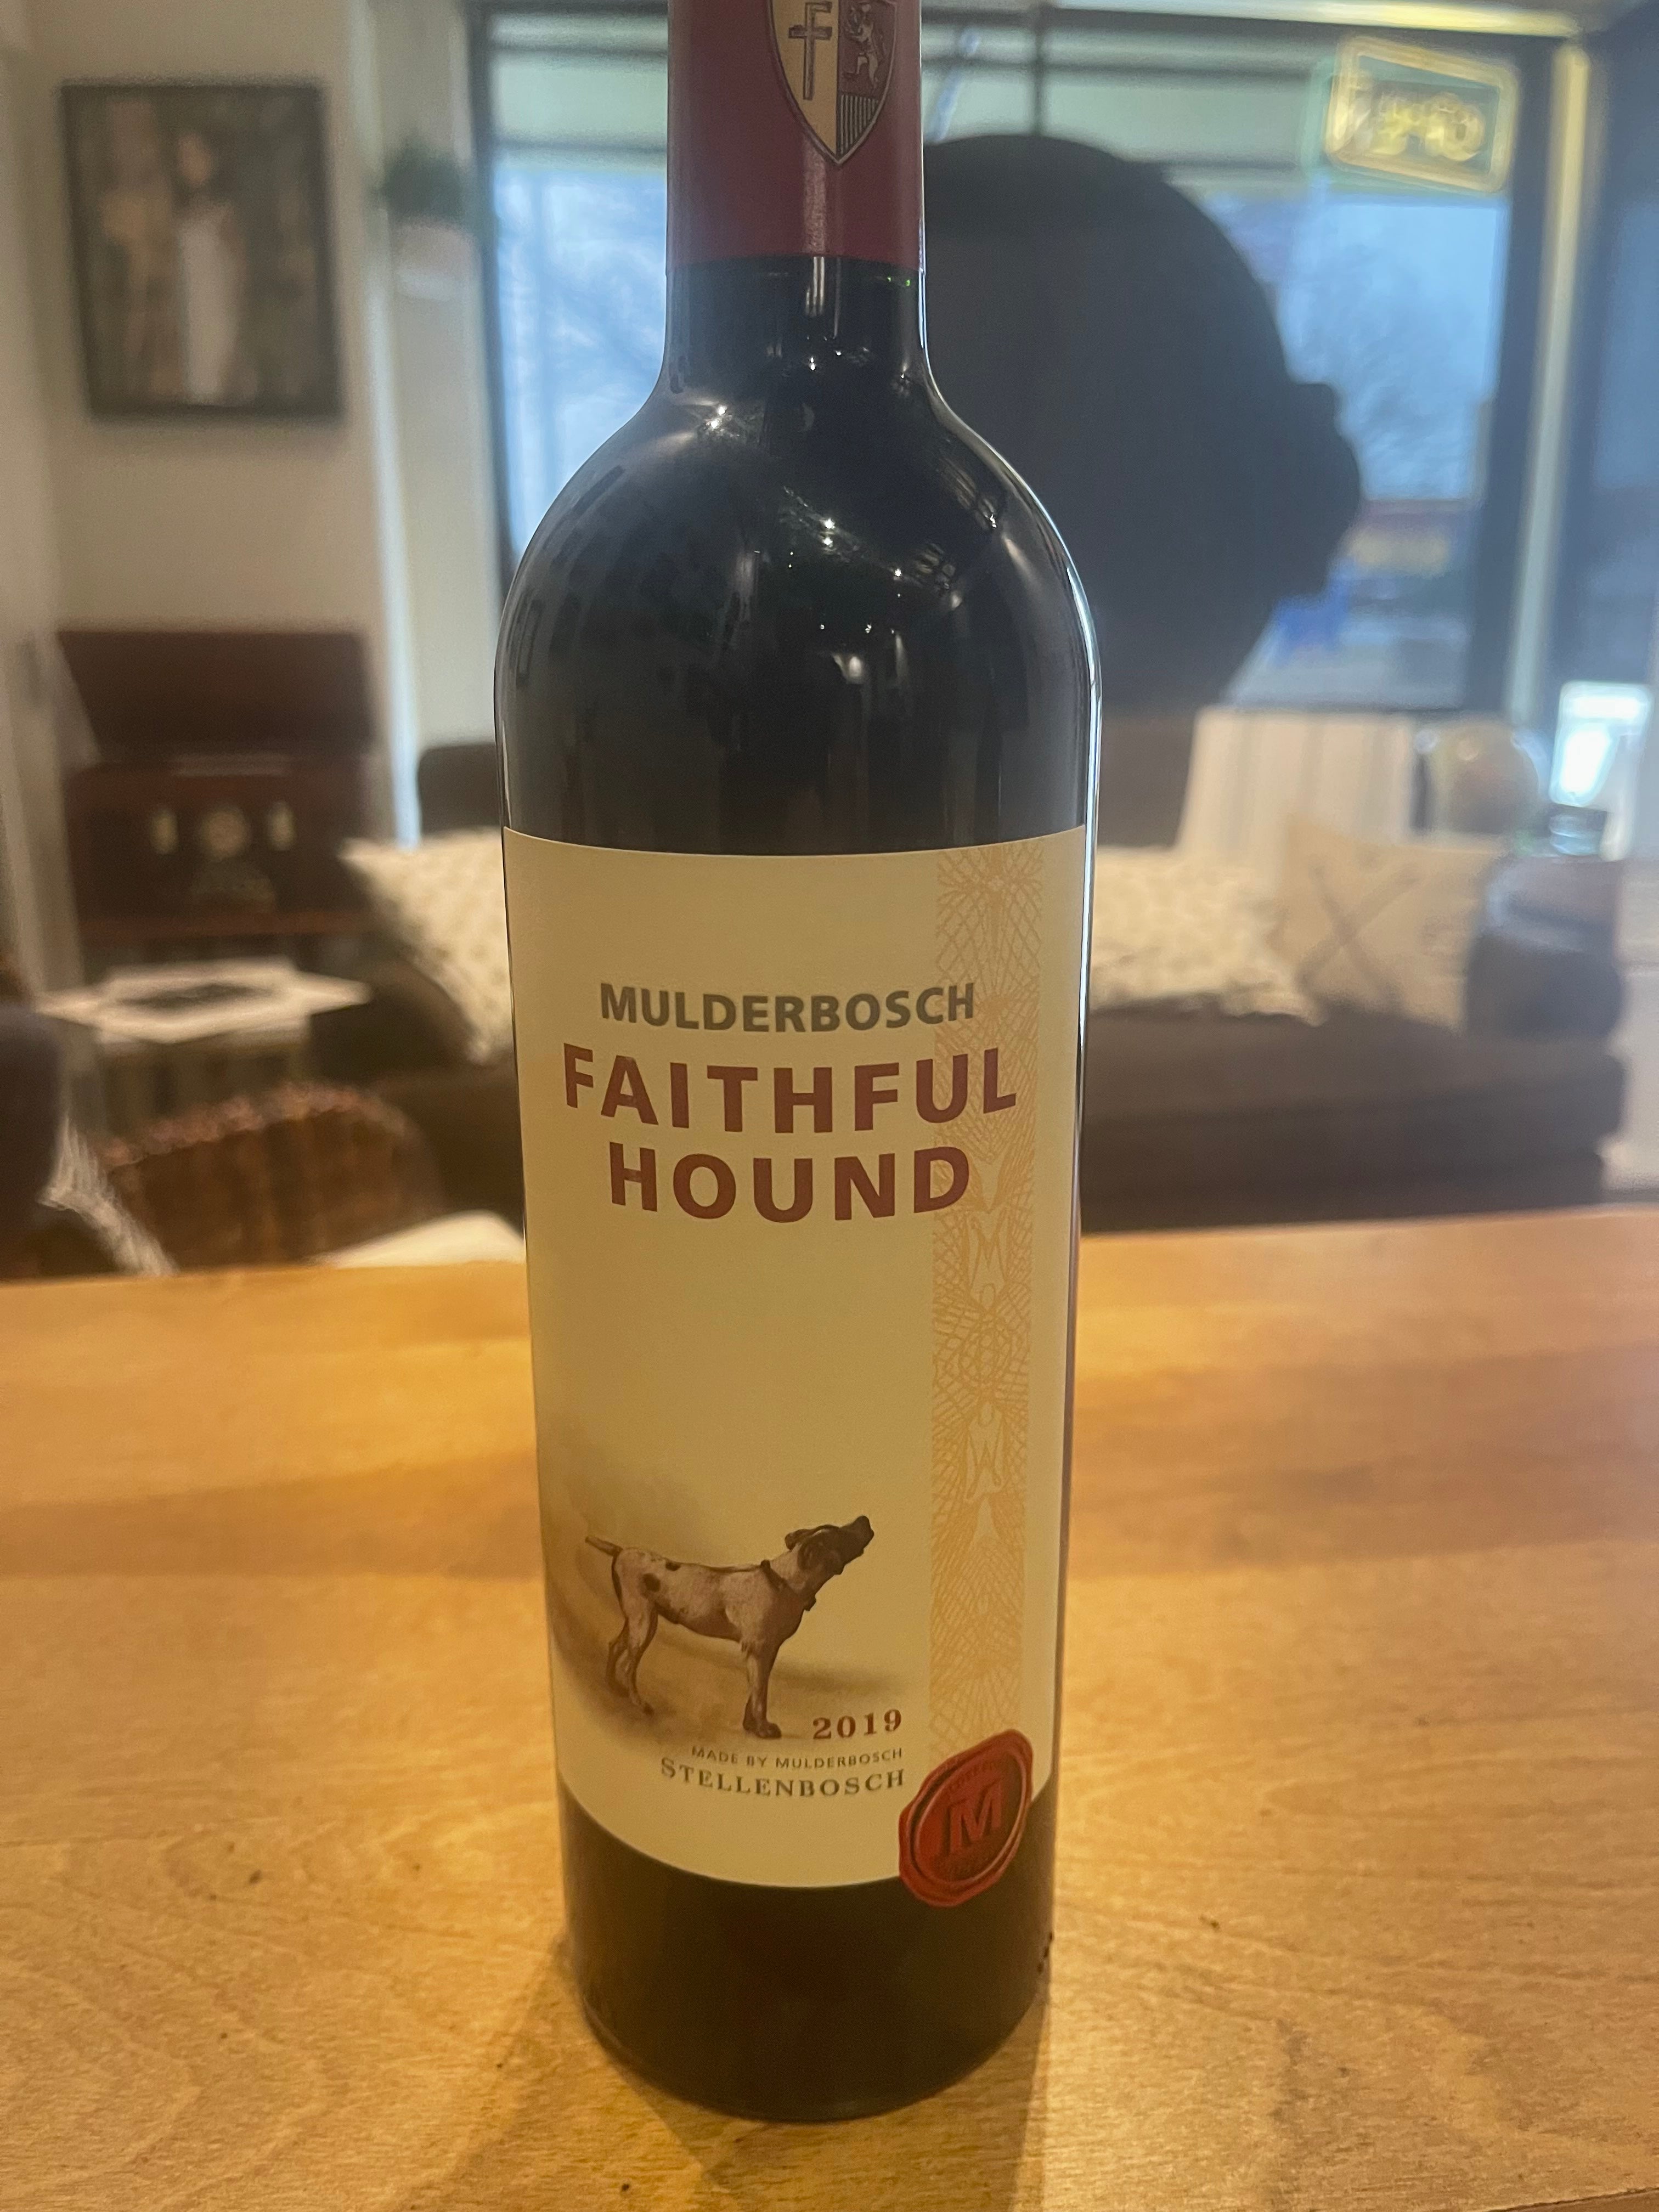 MULDERBOSCH
FAITHFUL
HOUND
2019
MADE BY MULDERBOSCH
STELLENBOSCH
M